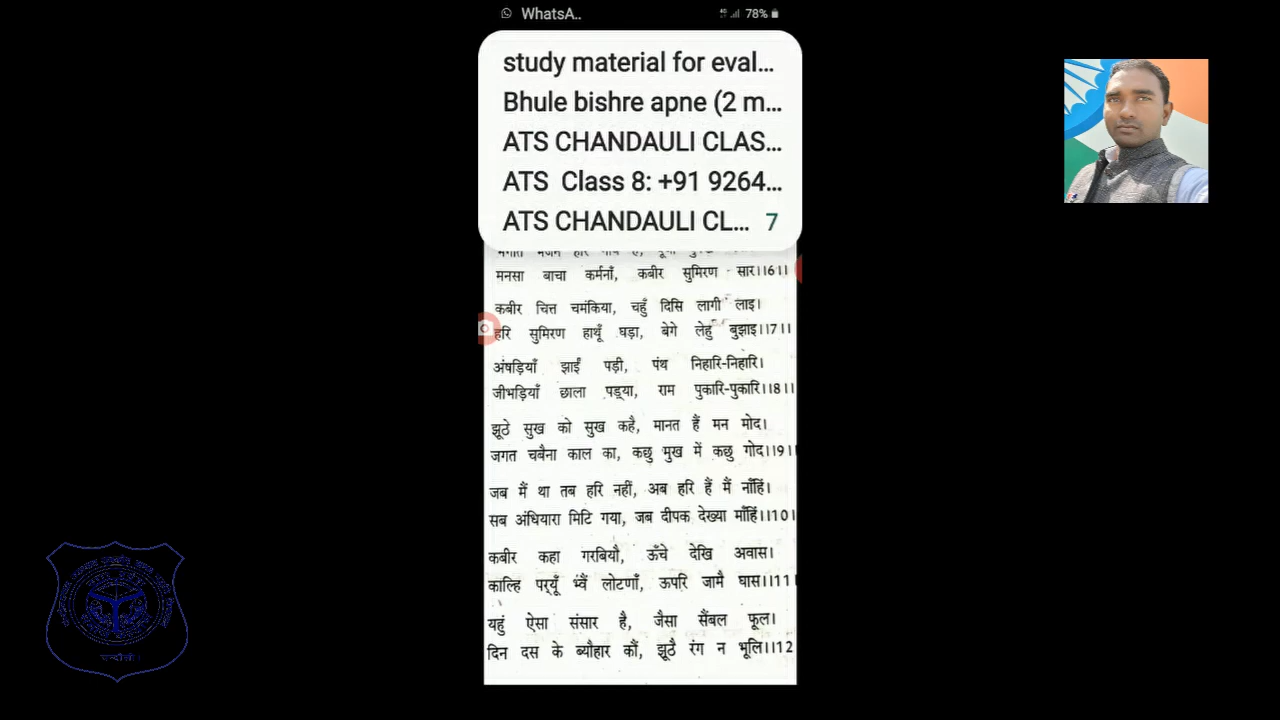 WhatsA..
4G 78%
study material for eval...
Bhule bishre apne (2 m...
ATS CHANDAULI CLAS...
ATS Class 8: +91 9264...
ATS CHANDAULI CL... 7
मनसा बाचा कर्मनाँ, कबीर सुमिरण सार।।6।।
कबीर चित्त चमंकिया, चहुँ दिसि लागी लाइ।
हरि सुमिरण हाथूँ घड़ा, बेगे लेहु बुझाइ।।7।।
अंषड़ियाँ झाईं पड़ी, पंथ निहारि-निहारि।
जीभड़ियाँ छाला पड़्या, राम पुकारि-पुकारि।।8।।
झूठे सुख को सुख कहै, मानत हैं मन मोद।
जगत चबैना काल का, कछु मुख में कछु गोद।।9।।
जब मैं था तब हरि नहीं, अब हरि हैं मैं नाँहिं।
सब अंधियारा मिटि गया, जब दीपक देख्या माँहिं।।10।
कबीर कहा गरबियौ, ऊँचे देखि अवास।
काल्हि पर्‌यूँ भ्वैं लोटणाँ, ऊपरि जामै घास।।11।
यहुं ऐसा संसार है, जैसा सैंबल फूल।
दिन दस के ब्यौहार कौं, झूठै रंग न भूलि।।12